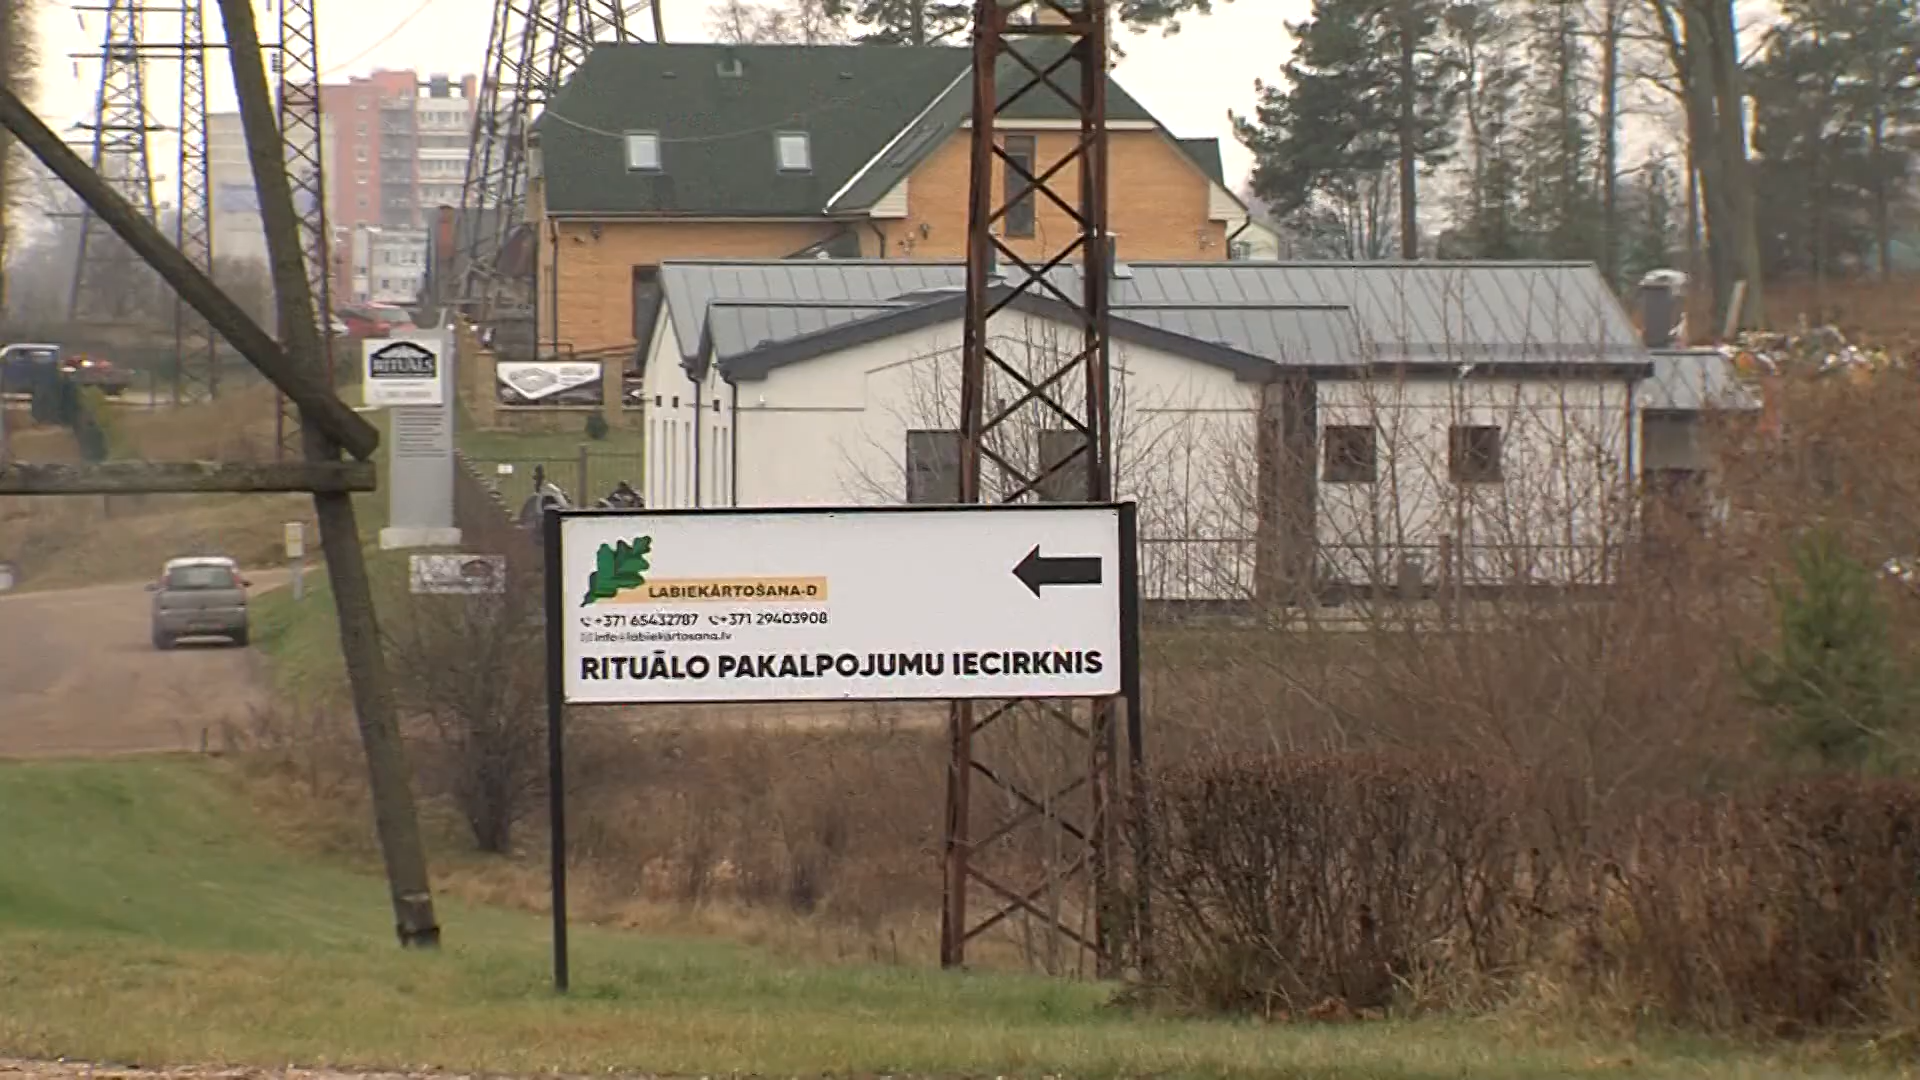 RITUĀLS
LABIEKĀRTOŠANA-D
+371 65432787 +371 29403908
info@labiekartosana.lv
RITUĀLO PAKALPOJUMU IECIRKNIS